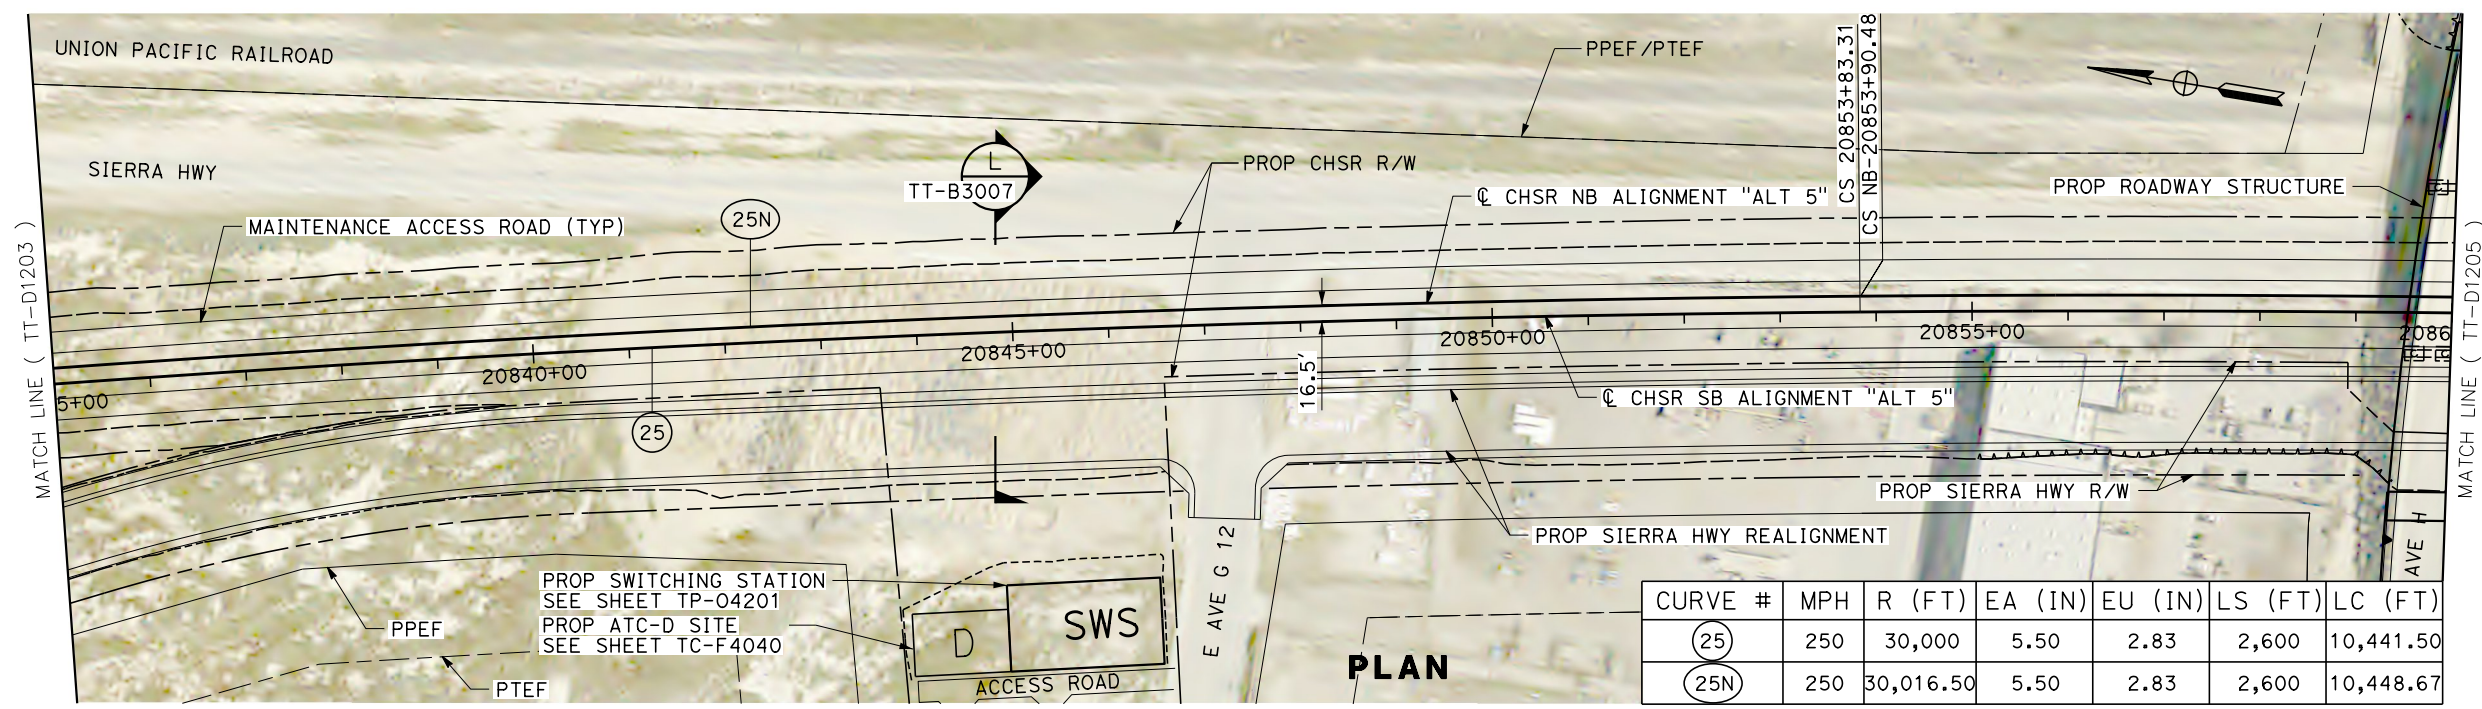 UNION PACIFIC RAILROAD
PPEF/PTEF
CS 20853+83.31
CS NB-20853+90.48
SIERRA HWY
L
TT-B3007
PROP CHSR R/W
℄ CHSR NB ALIGNMENT "ALT 5"
PROP ROADWAY STRUCTURE
MAINTENANCE ACCESS ROAD (TYP)
25N
MATCH LINE ( TT-D1203 )
MATCH LINE ( TT-D1205 )
5+00
20840+00
20845+00
20850+00
20855+00
2086
16.5'
℄ CHSR SB ALIGNMENT "ALT 5"
25
PROP SIERRA HWY R/W
PROP SIERRA HWY REALIGNMENT
E AVE G 12
AVE H
PROP SWITCHING STATION
SEE SHEET TP-04201
PROP ATC-D SITE
SEE SHEET TC-F4040
PPEF
PTEF
D
SWS
ACCESS ROAD
PLAN
CURVE # MPH R (FT) EA (IN) EU (IN) LS (FT) LC (FT)
25 250 30,000 5.50 2.83 2,600 10,441.50
25N 250 30,016.50 5.50 2.83 2,600 10,448.67